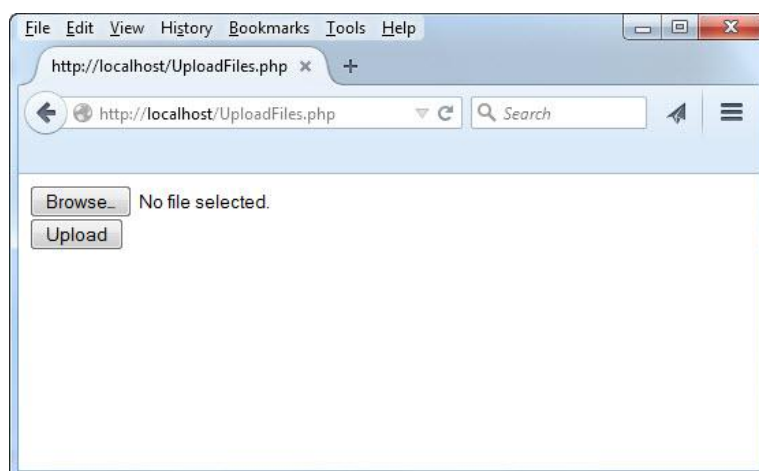 File Edit View History Bookmarks Tools Help
http://localhost/UploadFiles.php
http://localhost/UploadFiles.php Search
Browse… No file selected.
Upload